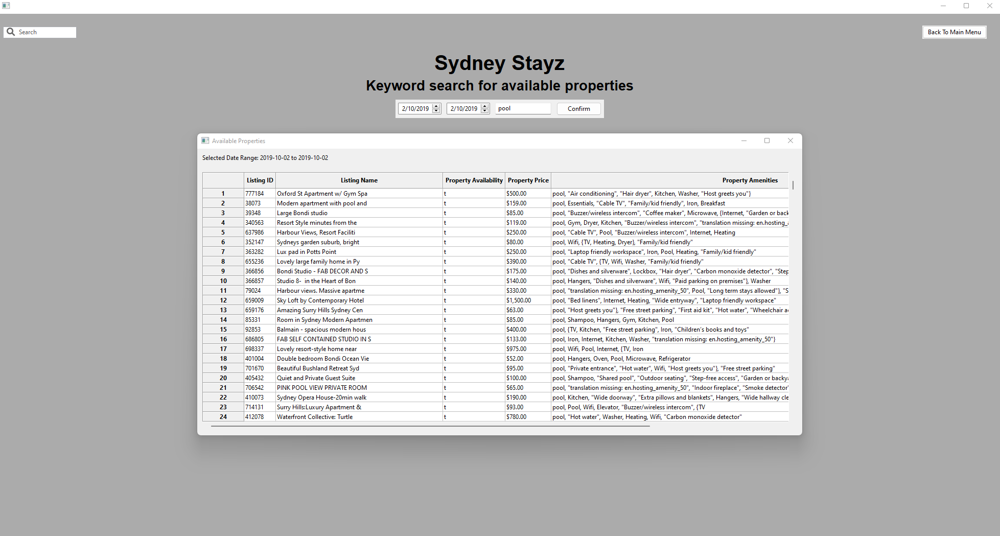 Search
Back To Main Menu
Sydney Stayz
Keyword search for available properties
2/10/2019 2/10/2019 pool Confirm
Available Properties
Selected Date Range: 2019-10-02 to 2019-10-02
Listing ID Listing Name Property Availability Property Price Property Amenities
1 777184 Oxford St Apartment w/ Gym Spa t $500.00 pool, "Air conditioning", "Hair dryer", Kitchen, Washer, "Host greets you"}
2 38073 Modern apartment with pool and t $159.00 pool, Essentials, "Cable TV", "Family/kid friendly", Iron, Breakfast
3 39348 Large Bondi studio t $85.00 pool, "Buzzer/wireless intercom", "Coffee maker", Microwave, {Internet, "Garden or back
4 340563 Resort Style minutes from the t $119.00 pool, Gym, Dryer, Kitchen, "Buzzer/wireless intercom", "translation missing: en.hosting_
5 637986 Harbour Views, Resort Faciliti t $250.00 pool, "Cable TV", Pool, "Buzzer/wireless intercom", Internet, Heating
6 352147 Sydneys garden suburb, bright t $80.00 pool, Wifi, {TV, Heating, Dryer}, "Family/kid friendly"
7 363282 Lux pad in Potts Point t $250.00 pool, "Laptop friendly workspace", Iron, Pool, Heating, "Family/kid friendly"
8 655236 Lovely large family home in Py t $390.00 pool, "Cable TV", {TV, Wifi, Washer, "Family/kid friendly"
9 366856 Bondi Studio - FAB DECOR AND S t $175.00 pool, "Dishes and silverware", Lockbox, "Hair dryer", "Carbon monoxide detector", "Step
10 366857 Studio 8-  in the Heart of Bon t $140.00 pool, Hangers, "Dishes and silverware", Wifi, "Paid parking on premises"}, Washer
11 79024 Harbour views. Massive apartme t $330.00 pool, "translation missing: en.hosting_amenity_50", Pool, "Long term stays allowed"}, "S
12 659009 Sky Loft by Contemporary Hotel t $1,500.00 pool, "Bed linens", Internet, Heating, "Wide entryway", "Laptop friendly workspace"
13 659176 Amazing Surry Hills Sydney Cen t $63.00 pool, "Host greets you"}, "Free street parking", "First aid kit", "Hot water", "Wheelchair a
14 85331 Room in Sydney Modern Apartmen t $85.00 pool, Shampoo, Hangers, Gym, Kitchen, Pool
15 92853 Balmain - spacious modern hous t $400.00 pool, {TV, Kitchen, "Free street parking", Iron, "Children's books and toys"
16 686805 FAB SELF CONTAINED STUDIO IN S t $133.00 pool, Iron, Internet, Kitchen, Washer, "translation missing: en.hosting_amenity_50"}
17 698337 Lovely resort-style home near t $975.00 pool, Wifi, Pool, Internet, {TV, Iron
18 401004 Double bedroom Bondi Ocean Vie t $52.00 pool, Hangers, Oven, Pool, Microwave, Refrigerator
19 701670 Beautiful Bushland Retreat Syd t $95.00 pool, "Private entrance", "Hot water", Wifi, "Host greets you"}, "Free street parking"
20 405432 Quiet and Private Guest Suite t $100.00 pool, Shampoo, "Shared pool", "Outdoor seating", "Step-free access", "Garden or backya
21 706542 PINK POOL VIEW PRIVATE ROOM t $65.00 pool, "translation missing: en.hosting_amenity_50", "Indoor fireplace", "Smoke detector"
22 410073 Sydney Opera House-20min walk t $190.00 pool, Kitchen, "Wide doorway", "Extra pillows and blankets", Hangers, "Wide hallway cle
23 714131 Surry Hills:Luxury Apartment & t $93.00 pool, Pool, Wifi, Elevator, "Buzzer/wireless intercom", {TV
24 412078 Waterfront Collective: Turtle t $780.00 pool, "Hot water", Washer, Heating, Wifi, "Carbon monoxide detector"